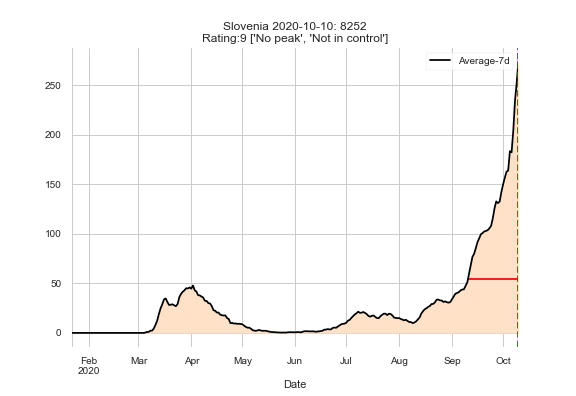 Slovenia 2020-10-10: 8252
Rating:9 ['No peak', 'Not in control']
Average-7d
250
200
150
100
50
0
Feb Mar Apr May Jun Jul Aug Sep Oct
2020
Date